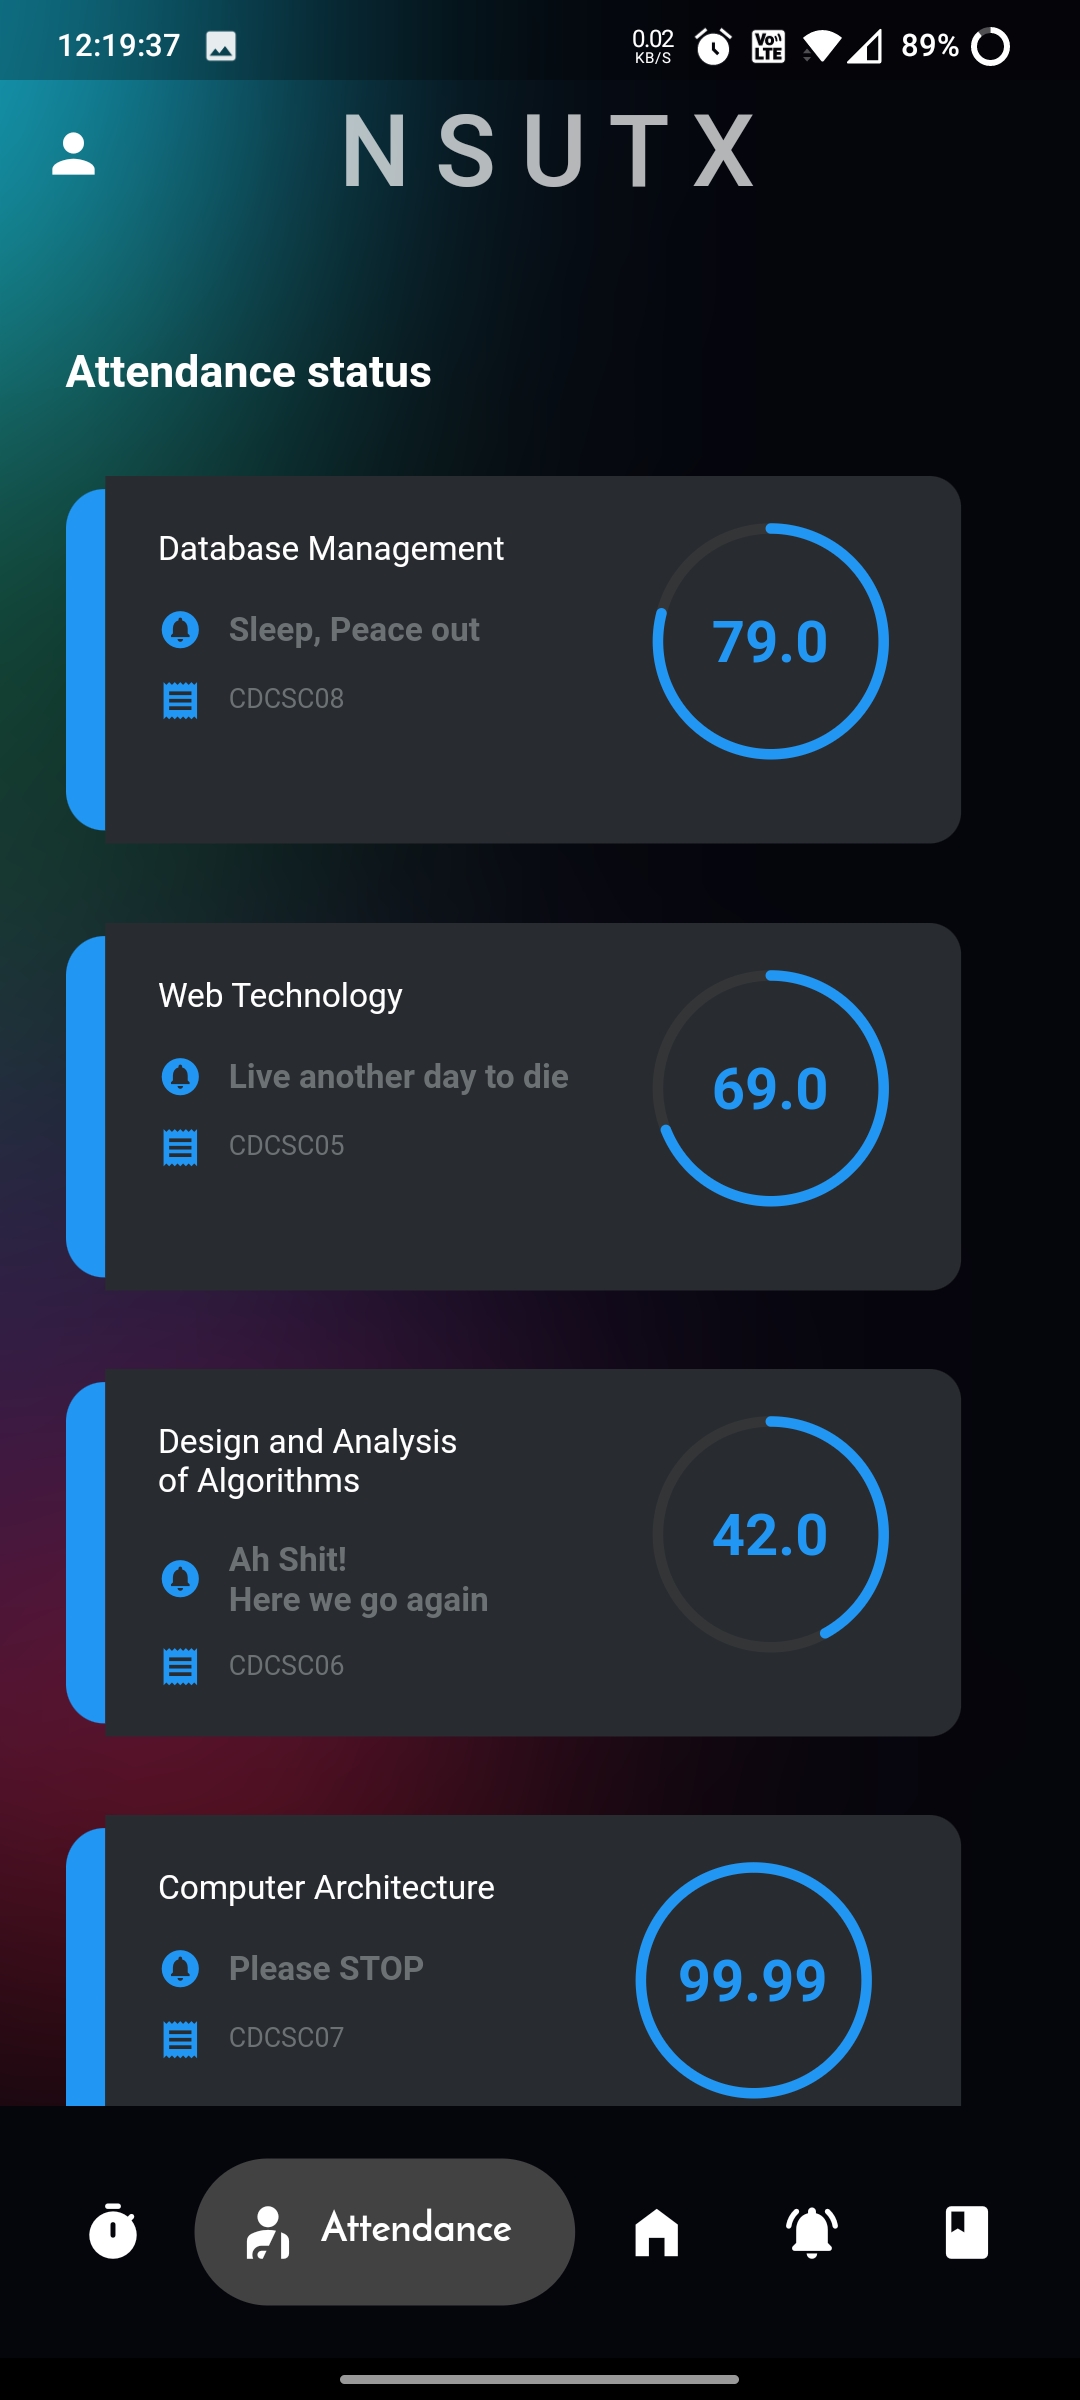 12:19:37
0.02
KB/S
Vo
LTE
89%
NSUTX
Attendance status
Database Management
Sleep, Peace out
CDCSC08
79.0
Web Technology
Live another day to die
CDCSC05
69.0
Design and Analysis
of Algorithms
Ah Shit!
Here we go again
CDCSC06
42.0
Computer Architecture
Please STOP
CDCSC07
99.99
Attendance